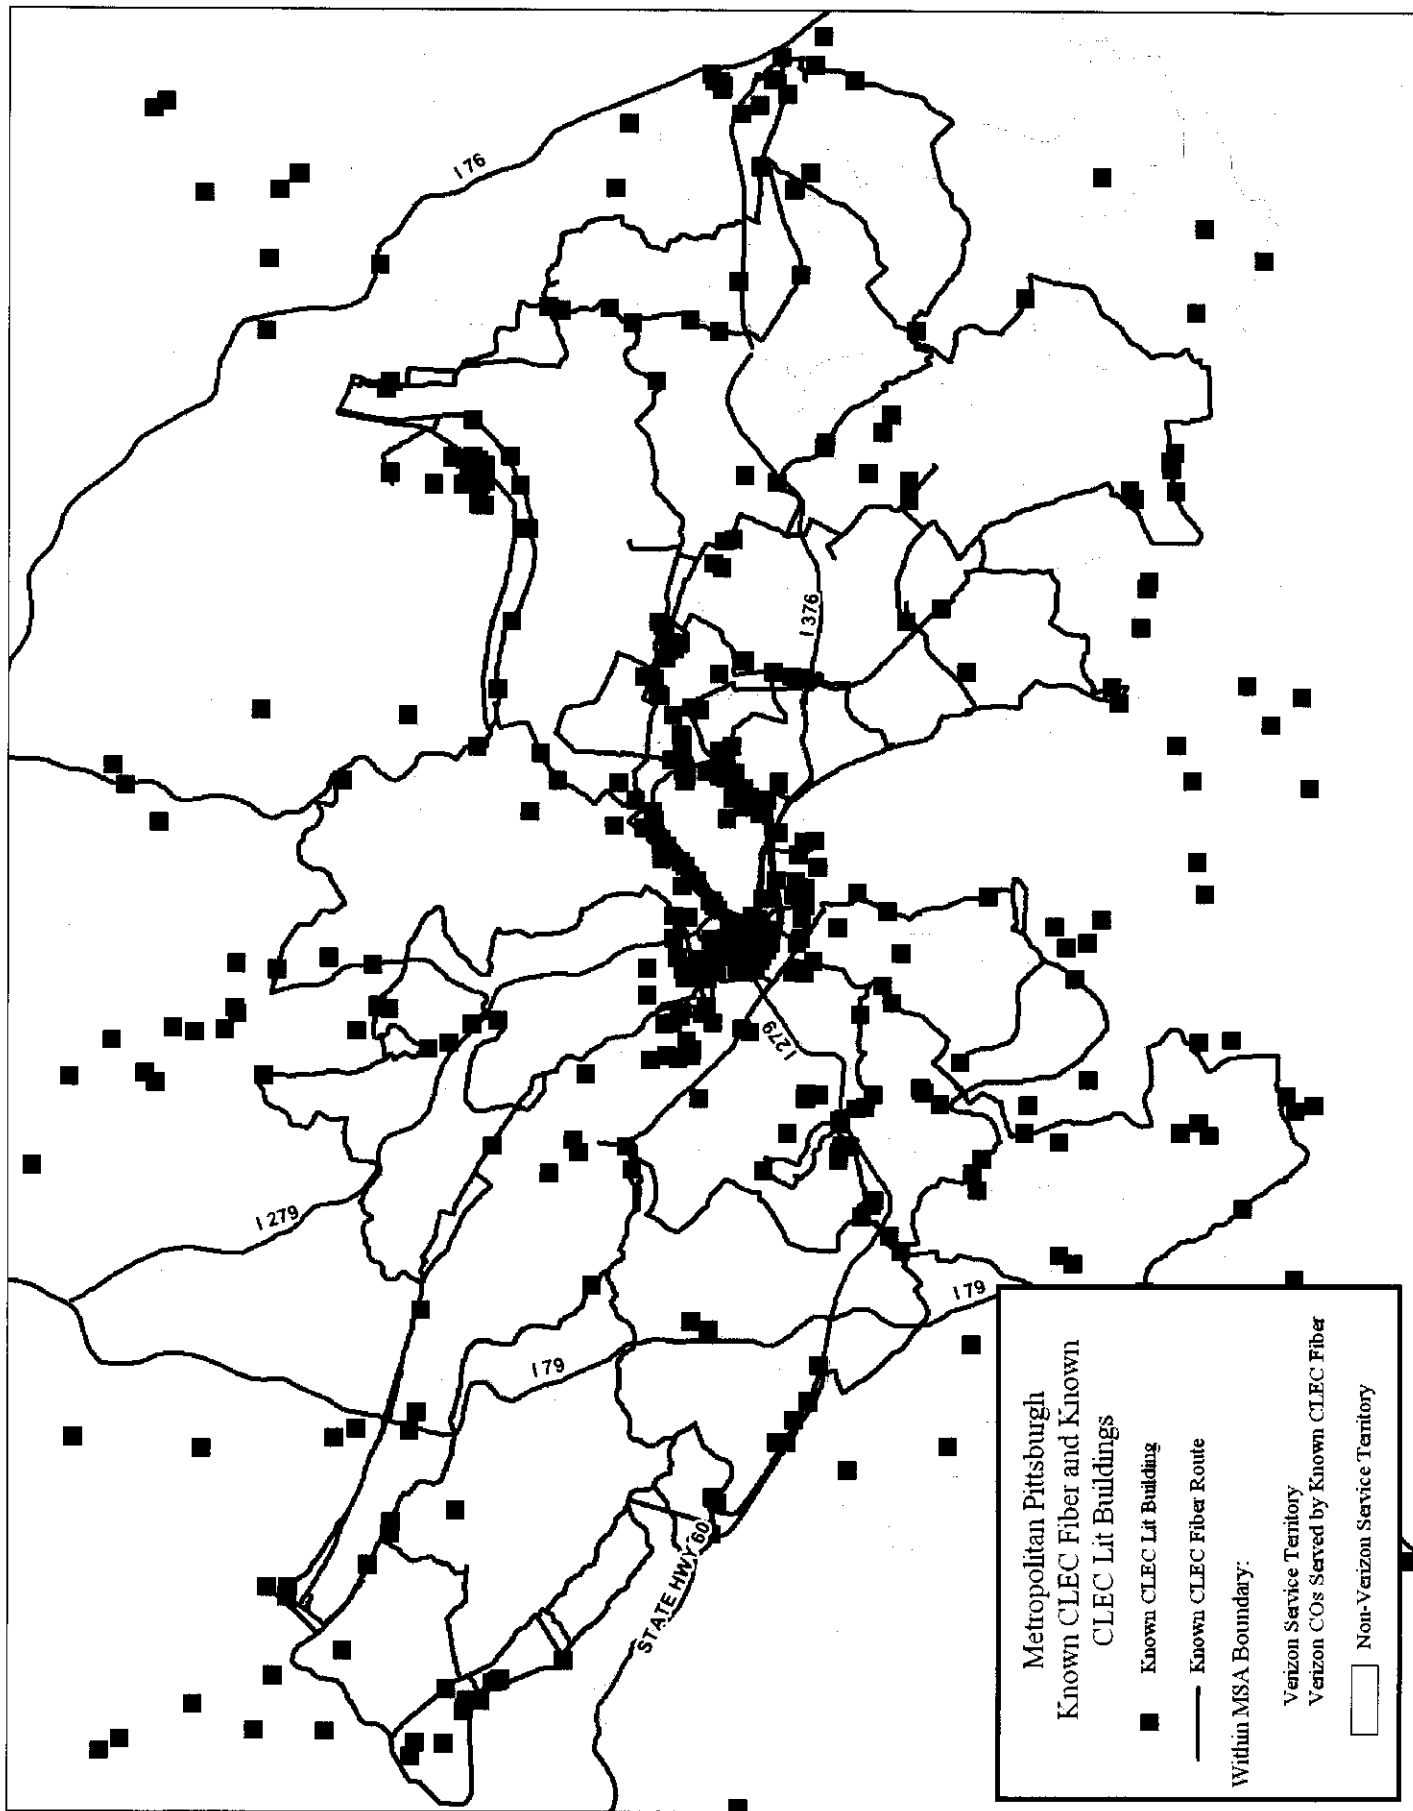 Metropolitan Pittsburgh
Known CLEC Fiber and Known
CLEC Lit Buildings
Known CLEC Lit Building
Known CLEC Fiber Route
Within MSA Boundary:
Verizon Service Territory
Verizon COs Served by Known CLEC Fiber
Non-Verizon Service Territory
I 76
I 376
I 279
I 279
I 79
I 79
STATE HWY 60